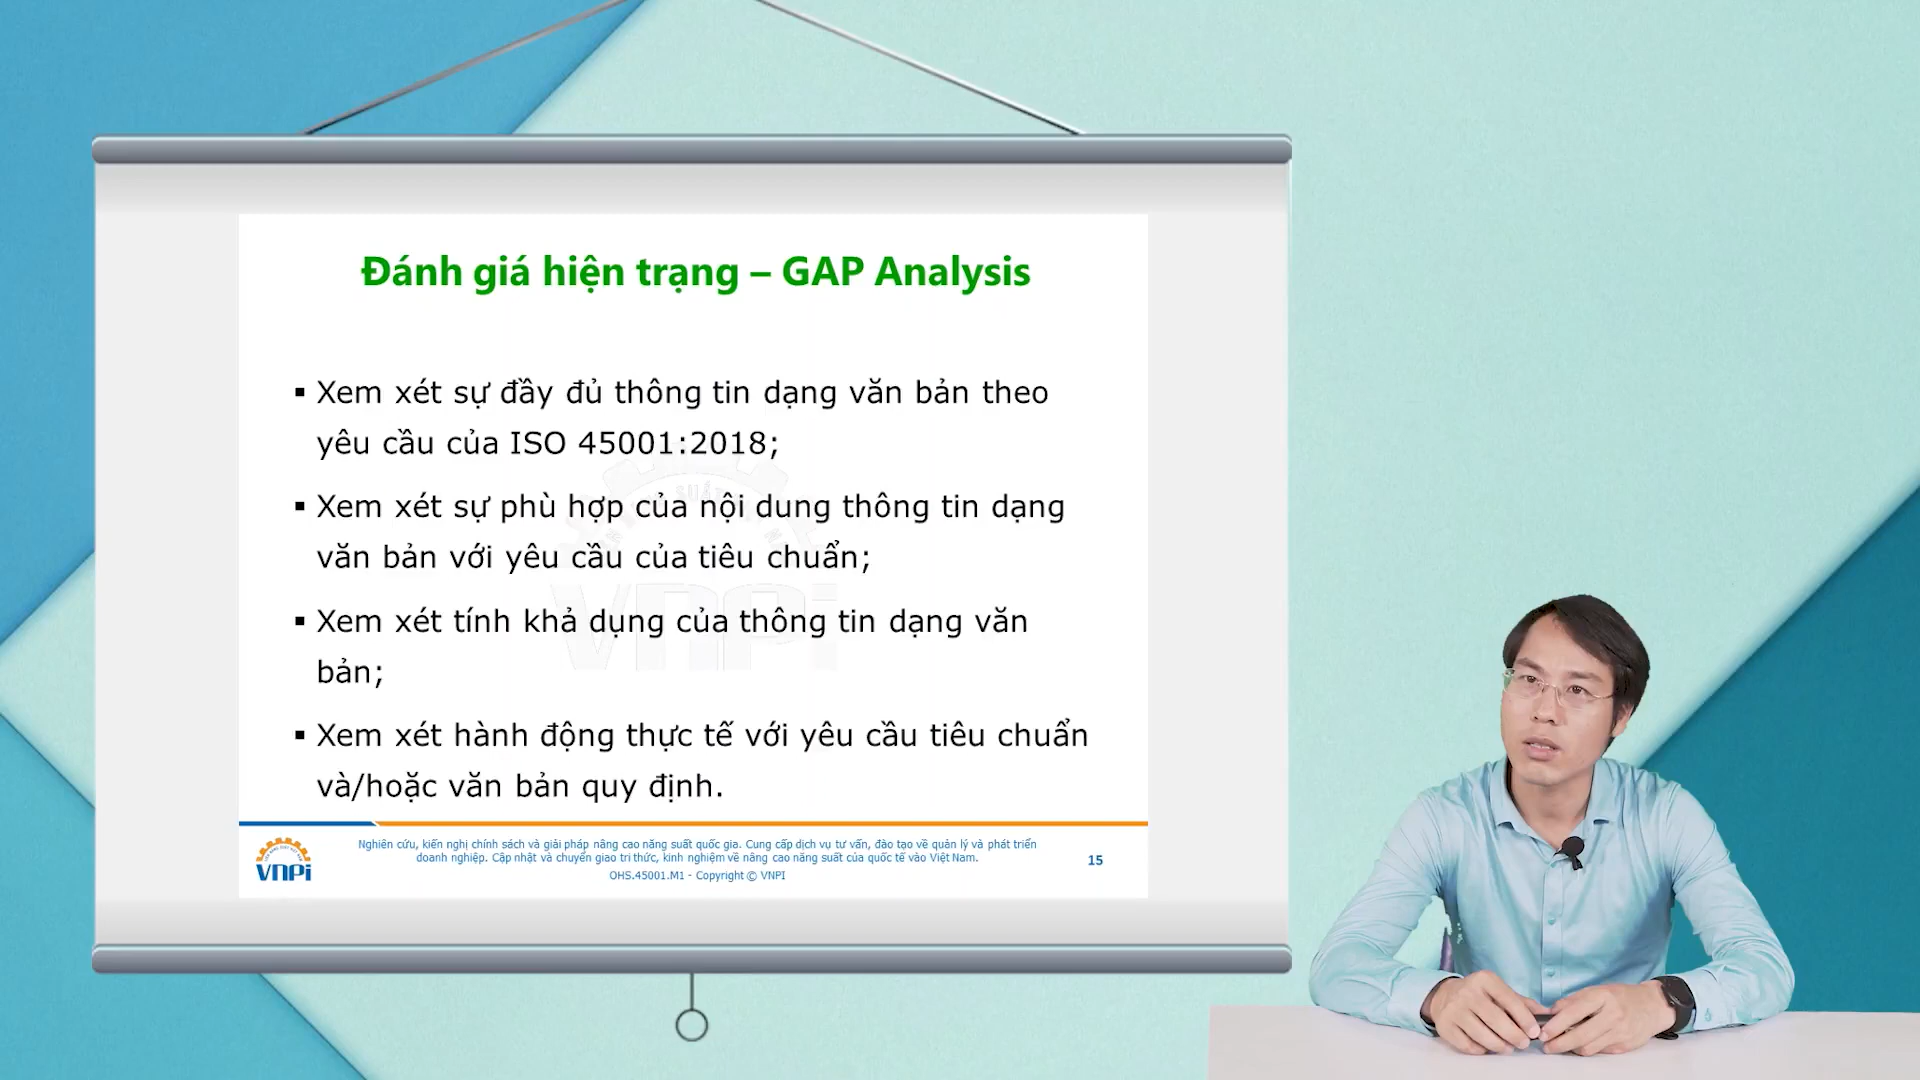 Đánh giá hiện trạng – GAP Analysis
▪ Xem xét sự đầy đủ thông tin dạng văn bản theo
yêu cầu của ISO 45001:2018;
▪ Xem xét sự phù hợp của nội dung thông tin dạng
văn bản với yêu cầu của tiêu chuẩn;
▪ Xem xét tính khả dụng của thông tin dạng văn
bản;
▪ Xem xét hành động thực tế với yêu cầu tiêu chuẩn
và/hoặc văn bản quy định.
VNPi
Nghiên cứu, kiến nghị chính sách và giải pháp nâng cao năng suất quốc gia. Cung cấp dịch vụ tư vấn, đào tạo về quản lý và phát triển
doanh nghiệp. Cập nhật và chuyển giao tri thức, kinh nghiệm về nâng cao năng suất của quốc tế vào Việt Nam.
OHS.45001.M1 - Copyright © VNPI
15